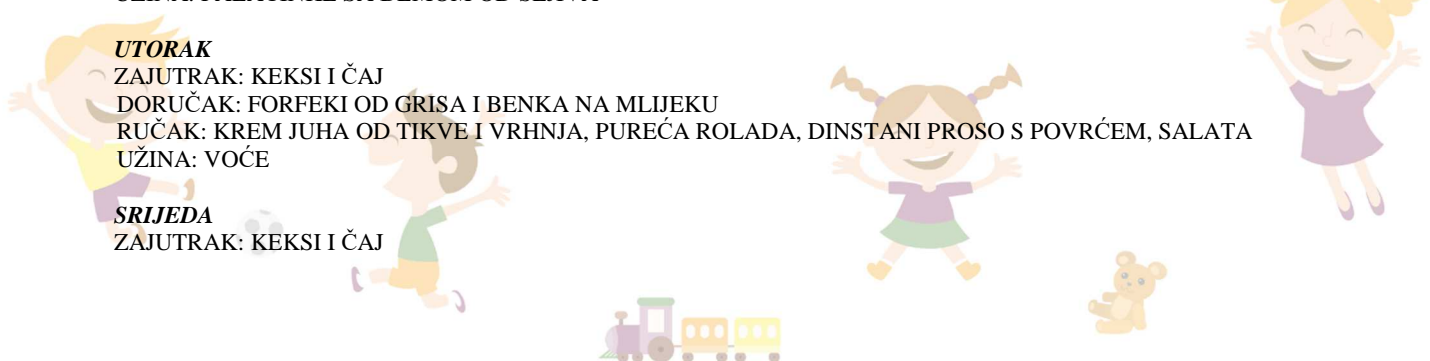 UTORAK
ZAJUTRAK: KEKSI I ČAJ
DORUČAK: FORFEKI OD GRISA I BENKA NA MLIJEKU
RUČAK: KREM JUHA OD TIKVE I VRHNJA, PUREĆA ROLADA, DINSTANI PROSO S POVRĆEM, SALATA
UŽINA: VOĆE
SRIJEDA
ZAJUTRAK: KEKSI I ČAJ